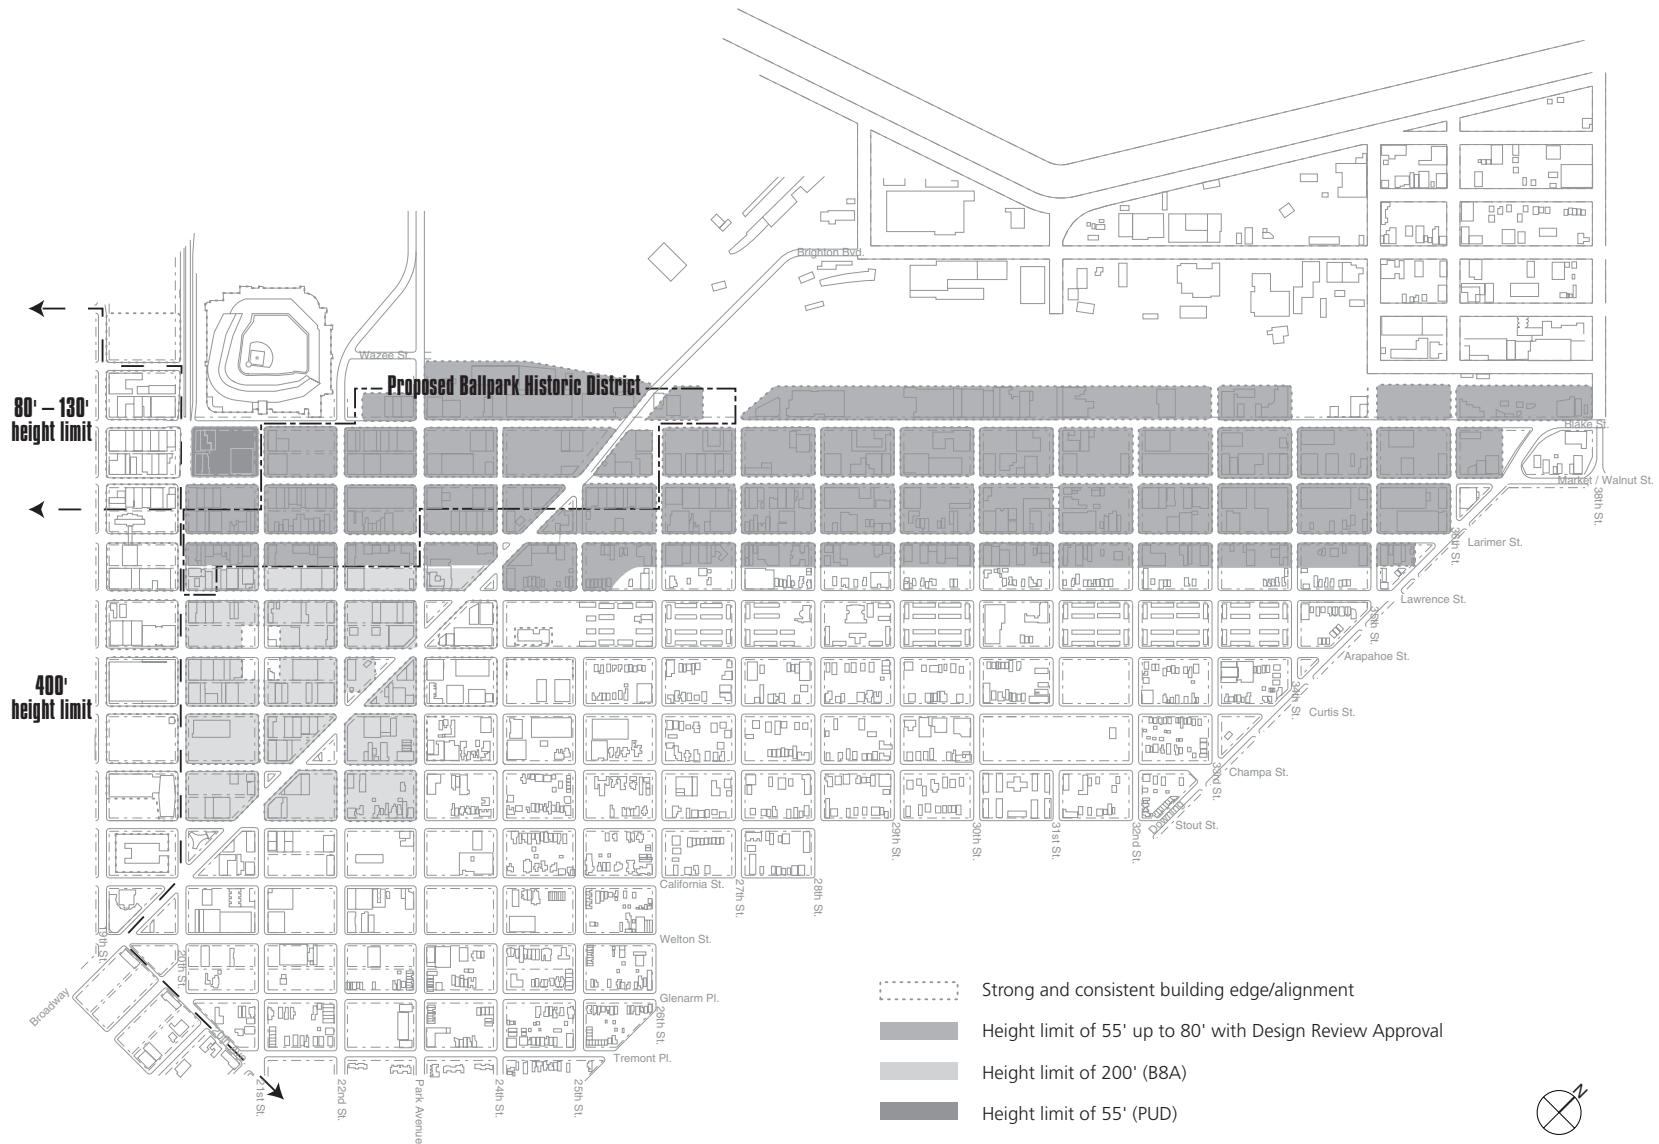 Brighton Blvd.
Wazee St.
Proposed Ballpark Historic District
80' – 130'
height limit
Blake St.
Market / Walnut St.
38th St.
36th St.
Larimer St.
Lawrence St.
35th St.
Arapahoe St.
400'
height limit
34th St.
Curtis St.
33rd St.
Champa St.
Downing
Stout St.
29th St.
30th St.
31st St.
32nd St.
California St.
27th St.
28th St.
19th St.
20th St.
Welton St.
Broadway
Glenarm Pl.
26th St.
Tremont Pl.
21st St.
22nd St.
Park Avenue
24th St.
25th St.
Strong and consistent building edge/alignment
Height limit of 55' up to 80' with Design Review Approval
Height limit of 200' (B8A)
Height limit of 55' (PUD)
N